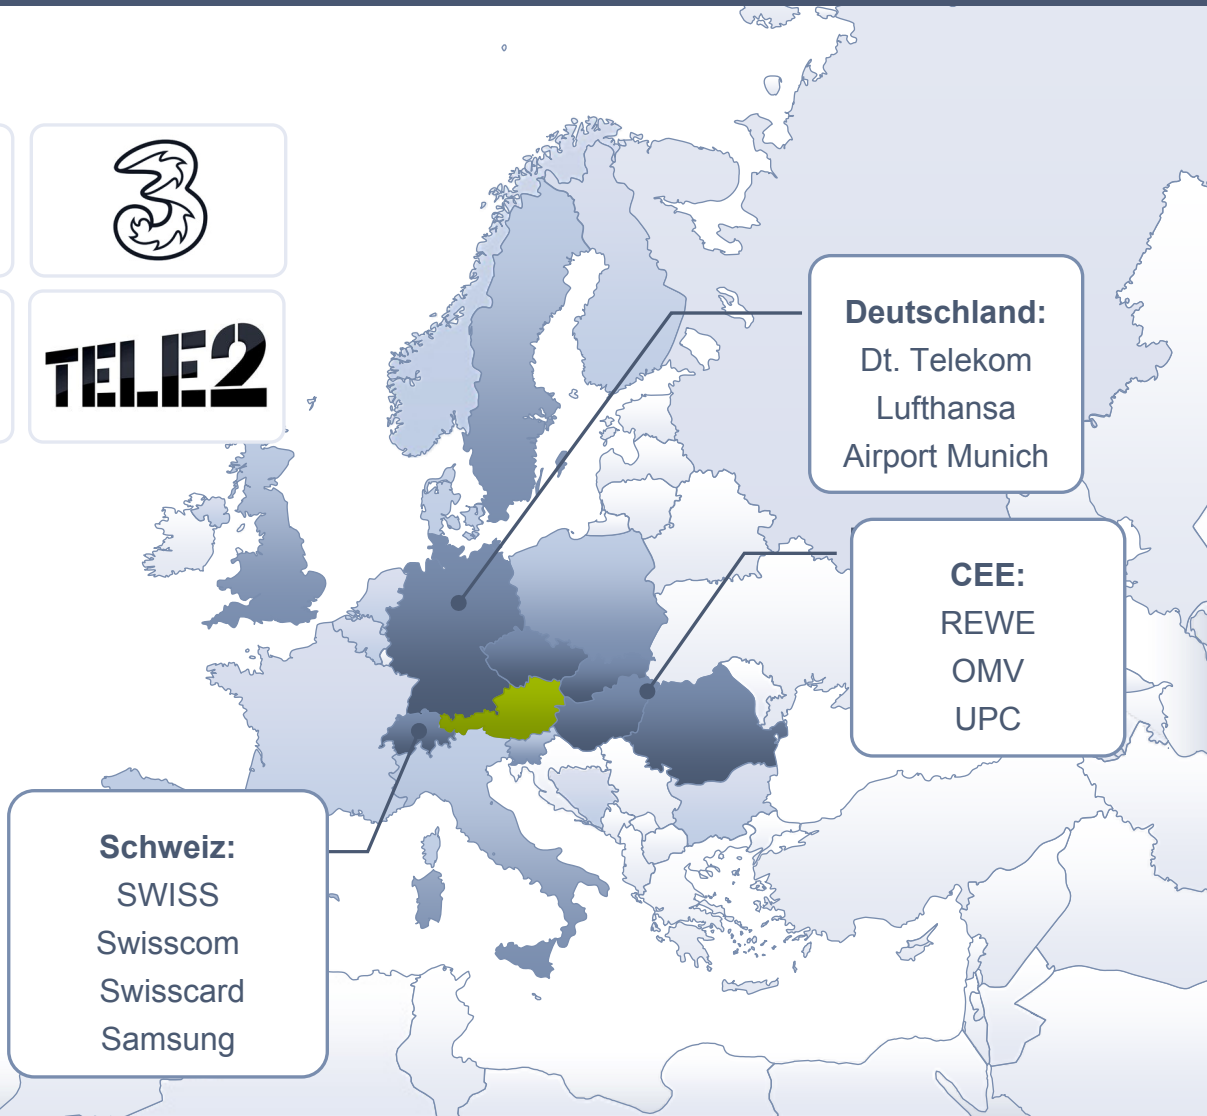 3
TELE2
Deutschland:
Dt. Telekom
Lufthansa
Airport Munich
CEE:
REWE
OMV
UPC
Schweiz:
SWISS
Swisscom
Swisscard
Samsung